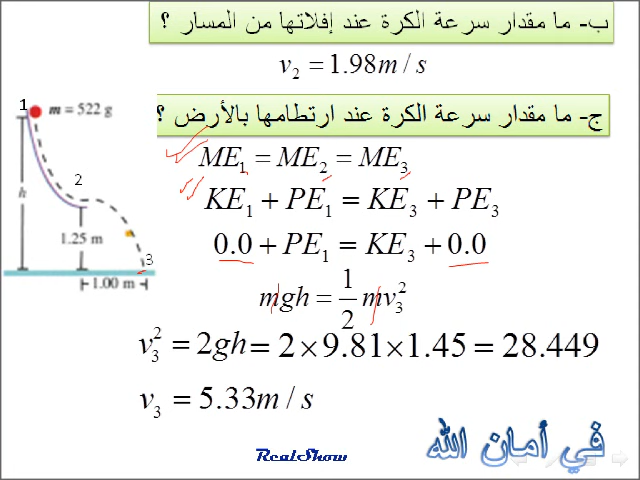 ب- ما مقدار سرعة الكرة عند إفلاتها من المسار ؟
v₂ = 1.98m / s
ج- ما مقدار سرعة الكرة عند ارتطامها بالأرض ؟
1
m = 522 g
h
2
1.25 m
3
1.00 m
ME₁ = ME₂ = ME₃
KE₁ + PE₁ = KE₃ + PE₃
0.0 + PE₁ = KE₃ + 0.0
mgh = 1/2 mv₃²
v₃² = 2gh = 2 × 9.81 × 1.45 = 28.449
v₃ = 5.33m / s
في أمان الله
RealShow